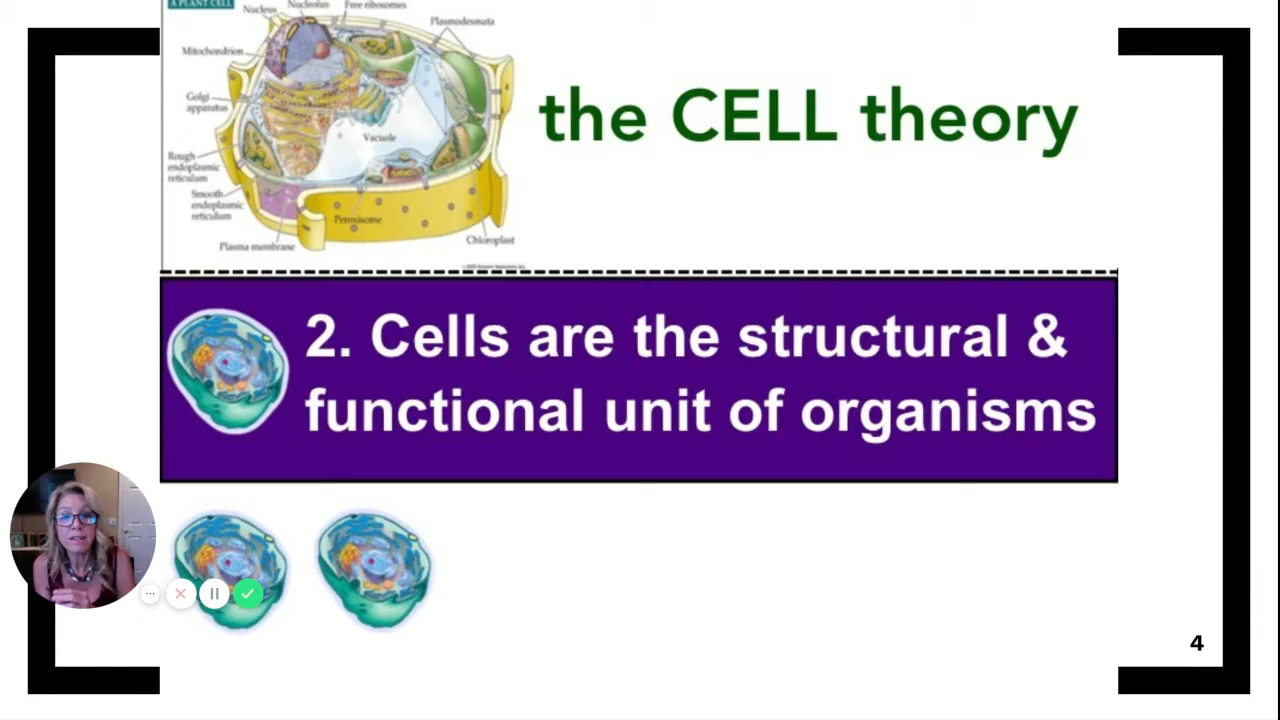 A PLANT CELL
Nucleus
Nucleolus
Free ribosomes
Plasmodesmata
Mitochondrion
Golgi
apparatus
Vacuole
Rough
endoplasmic
reticulum
Smooth
endoplasmic
reticulum
Peroxisome
Plasma membrane
Chloroplast
the CELL theory
2. Cells are the structural &
functional unit of organisms
4